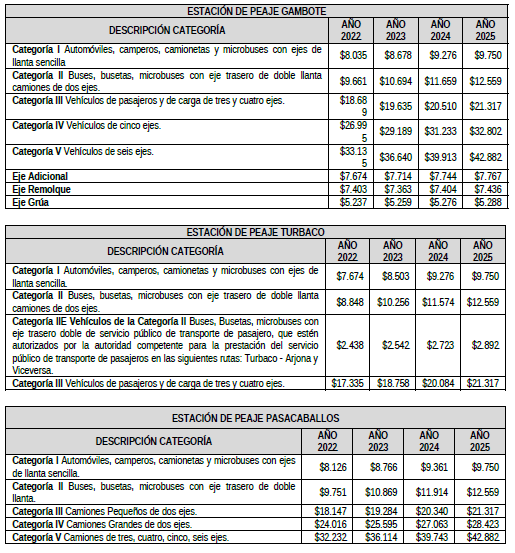 ESTACIÓN DE PEAJE GAMBOTE
DESCRIPCIÓN CATEGORÍA AÑO 2022 AÑO 2023 AÑO 2024 AÑO 2025
Categoría I Automóviles, camperos, camionetas y microbuses con ejes de
llanta sencilla $8.035 $8.678 $9.276 $9.750
Categoría II Buses, busetas, microbuses con eje trasero de doble llanta
camiones de dos ejes. $9.661 $10.694 $11.659 $12.559
Categoría III Vehículos de pasajeros y de carga de tres y cuatro ejes. $18.689 $19.635 $20.510 $21.317
Categoría IV Vehículos de cinco ejes. $26.995 $29.189 $31.233 $32.802
Categoría V Vehículos de seis ejes. $33.135 $36.640 $39.913 $42.882
Eje Adicional $7.674 $7.714 $7.744 $7.767
Eje Remolque $7.403 $7.363 $7.404 $7.436
Eje Grúa $5.237 $5.259 $5.276 $5.288
ESTACIÓN DE PEAJE TURBACO
DESCRIPCIÓN CATEGORÍA AÑO 2022 AÑO 2023 AÑO 2024 AÑO 2025
Categoría I Automóviles, camperos, camionetas y microbuses con ejes de
llanta sencilla. $7.674 $8.503 $9.276 $9.750
Categoría II Buses, busetas, microbuses con eje trasero de doble llanta
camiones de dos ejes. $8.848 $10.256 $11.574 $12.559
Categoría IIE Vehículos de la Categoría II Buses, Busetas, microbuses con
eje trasero doble de servicio público de transporte de pasajero, que estén
autorizados por la autoridad competente para la prestación del servicio
público de transporte de pasajeros en las siguientes rutas: Turbaco - Arjona y
Viceversa. $2.438 $2.542 $2.723 $2.892
Categoría III Vehículos de pasajeros y de carga de tres y cuatro ejes. $17.335 $18.758 $20.084 $21.317
ESTACIÓN DE PEAJE PASACABALLOS
DESCRIPCIÓN CATEGORÍA AÑO 2022 AÑO 2023 AÑO 2024 AÑO 2025
Categoría I Automóviles, camperos, camionetas y microbuses con ejes
de llanta sencilla. $8.126 $8.766 $9.361 $9.750
Categoría II Buses, busetas, microbuses con eje trasero de doble
llanta. $9.751 $10.869 $11.914 $12.559
Categoría III Camiones Pequeños de dos ejes. $18.147 $19.284 $20.340 $21.317
Categoría IV Camiones Grandes de dos ejes. $24.016 $25.595 $27.063 $28.423
Categoría V Camiones de tres, cuatro, cinco, seis ejes. $32.232 $36.114 $39.743 $42.882